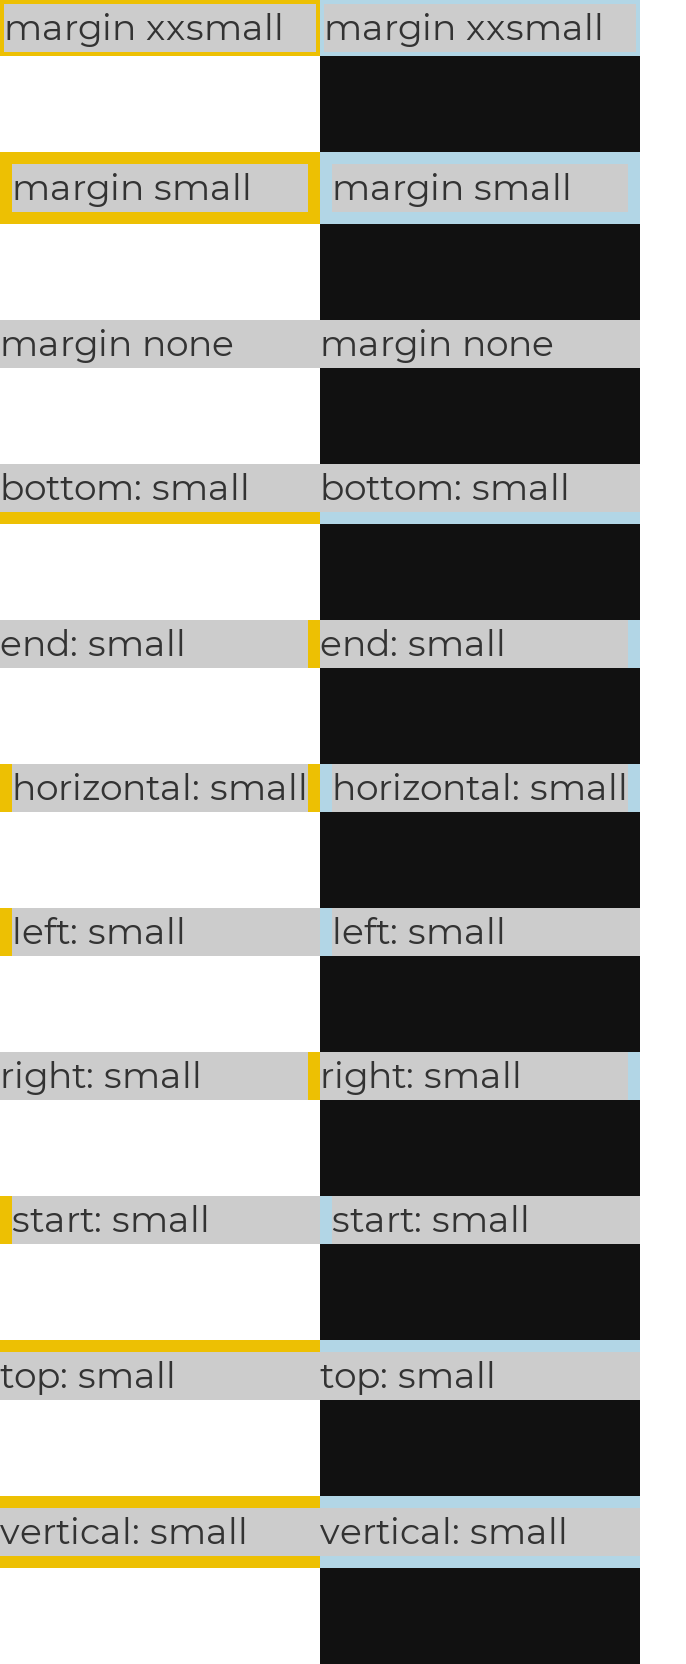 margin xxsmall margin xxsmall
margin small margin small
margin none margin none
bottom: small bottom: small
end: small end: small
horizontal: small horizontal: small
left: small left: small
right: small right: small
start: small start: small
top: small top: small
vertical: small vertical: small